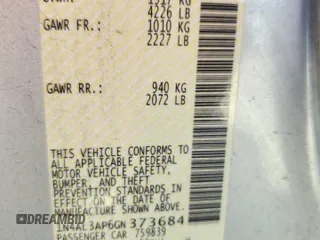 4226 LB
GAWR FR.: 1010 KG
2227 LB
GAWR RR.: 940 KG
2072 LB
THIS VEHICLE CONFORMS TO
ALL APPLICABLE FEDERAL
MOTOR VEHICLE SAFETY,
BUMPER, AND THEFT
PREVENTION STANDARDS IN
EFFECT ON THE DATE OF
MANUFACTURE SHOWN ABOVE.
1N4AL3AP6GN373684
PASSENGER CAR 759839
DREAMRIDE.PRO